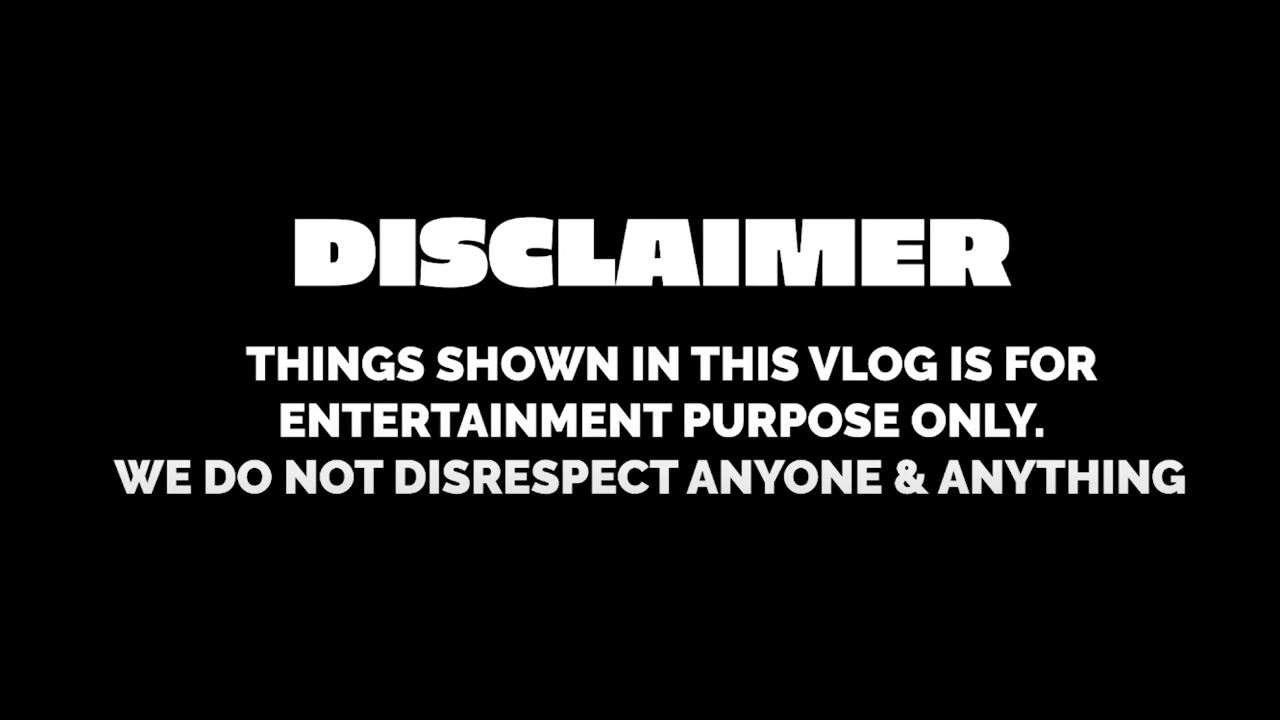 DISCLAIMER
THINGS SHOWN IN THIS VLOG IS FOR
ENTERTAINMENT PURPOSE ONLY.
WE DO NOT DISRESPECT ANYONE & ANYTHING